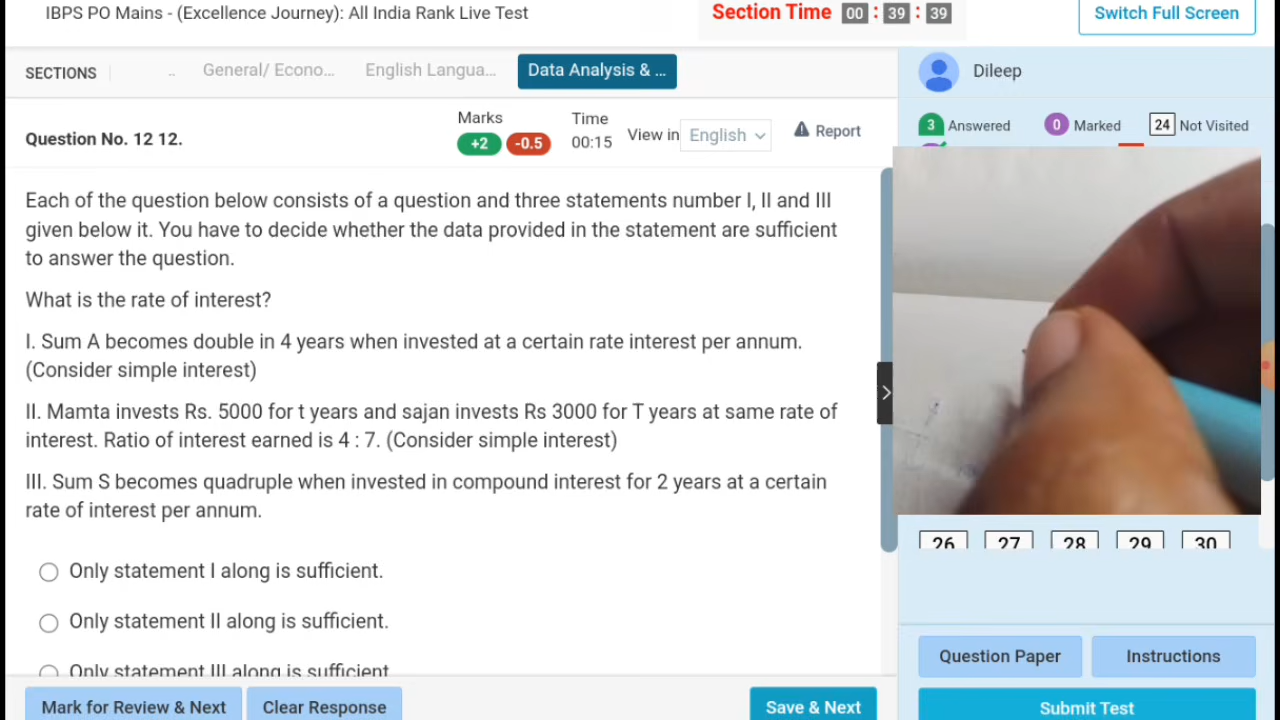 IBPS PO Mains - (Excellence Journey): All India Rank Live Test
Section Time 00 : 39 : 39
Switch Full Screen
SECTIONS
..
General/ Econo...
English Langua...
Data Analysis & ...
Dileep
Question No. 12 12.
Marks
+2 -0.5
Time
00:15
View in English
Report
3 Answered
0 Marked
24 Not Visited
Each of the question below consists of a question and three statements number I, II and III
given below it. You have to decide whether the data provided in the statement are sufficient
to answer the question.
What is the rate of interest?
I. Sum A becomes double in 4 years when invested at a certain rate interest per annum.
(Consider simple interest)
II. Mamta invests Rs. 5000 for t years and sajan invests Rs 3000 for T years at same rate of
interest. Ratio of interest earned is 4 : 7. (Consider simple interest)
III. Sum S becomes quadruple when invested in compound interest for 2 years at a certain
rate of interest per annum.
Only statement I along is sufficient.
Only statement II along is sufficient.
Only statement III along is sufficient
26 27 28 29 30
Question Paper
Instructions
Mark for Review & Next
Clear Response
Save & Next
Submit Test